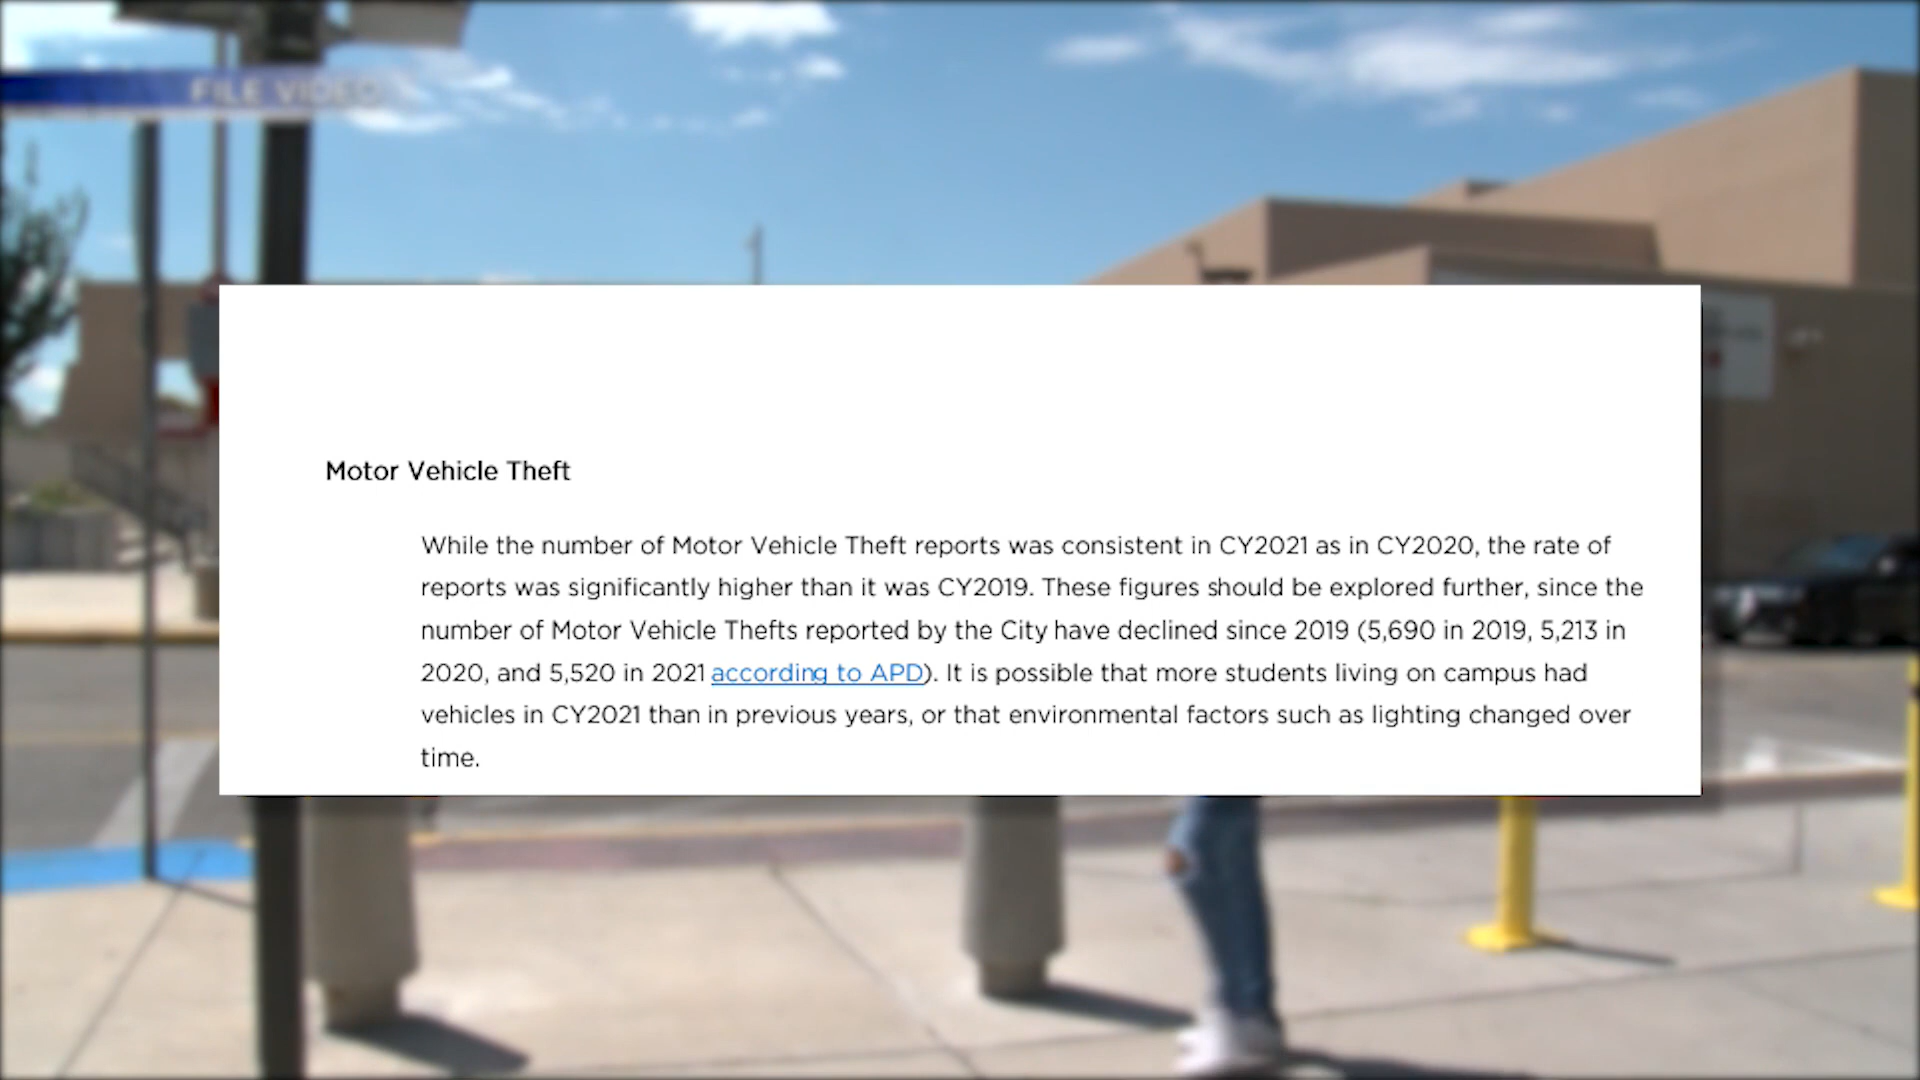 FILE VIDEO
Motor Vehicle Theft
While the number of Motor Vehicle Theft reports was consistent in CY2021 as in CY2020, the rate of
reports was significantly higher than it was CY2019. These figures should be explored further, since the
number of Motor Vehicle Thefts reported by the City have declined since 2019 (5,690 in 2019, 5,213 in
2020, and 5,520 in 2021 according to APD). It is possible that more students living on campus had
vehicles in CY2021 than in previous years, or that environmental factors such as lighting changed over
time.